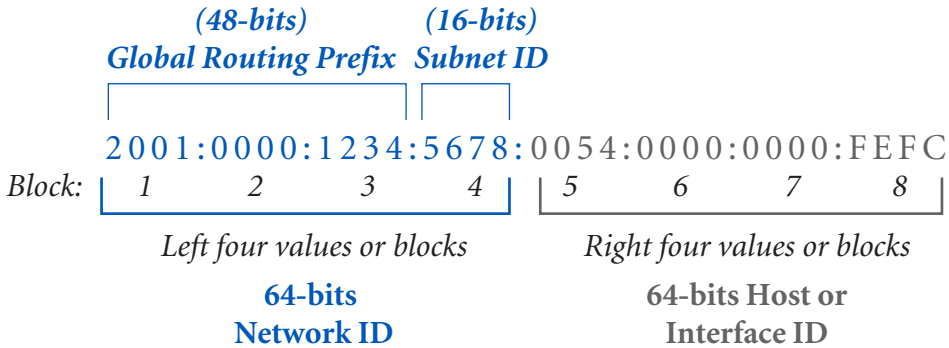 (48-bits) (16-bits)
Global Routing Prefix Subnet ID
2001:0000:1234:5678:0054:0000:0000:FEFC
Block: 1 2 3 4 5 6 7 8
Left four values or blocks Right four values or blocks
64-bits 64-bits Host or
Network ID Interface ID